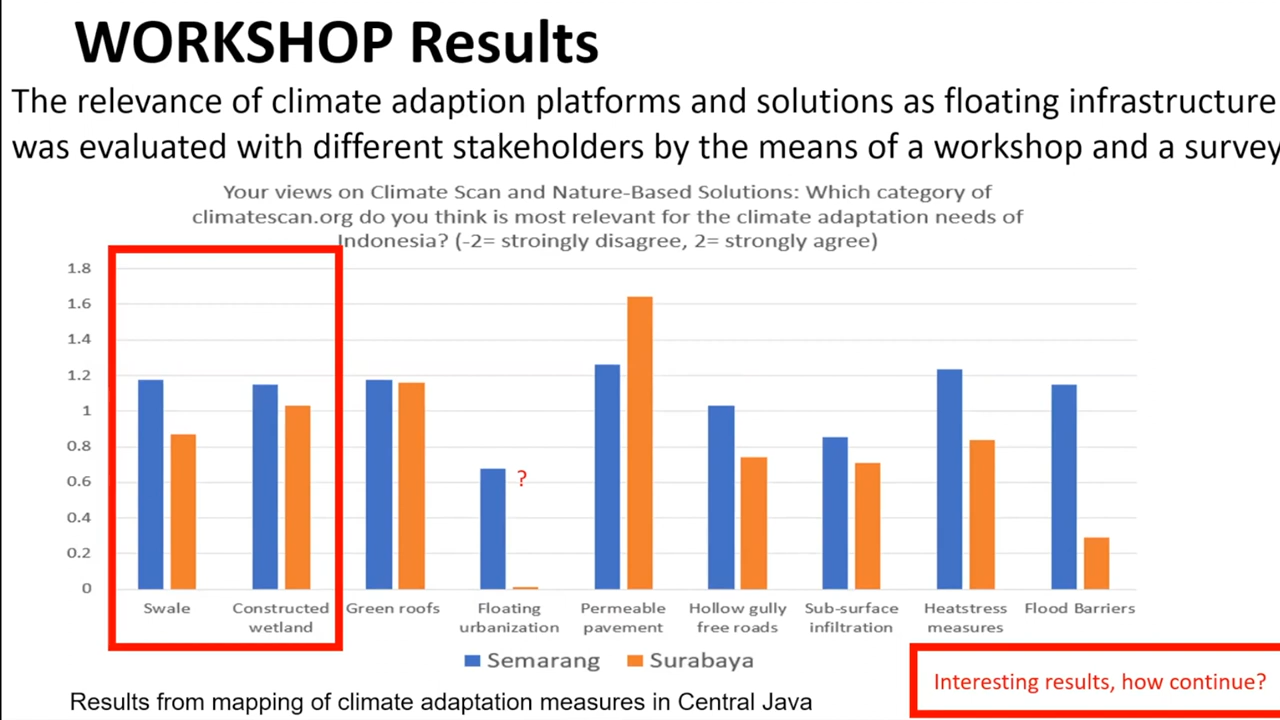 WORKSHOP Results
The relevance of climate adaption platforms and solutions as floating infrastructure
was evaluated with different stakeholders by the means of a workshop and a survey
Your views on Climate Scan and Nature-Based Solutions: Which category of
climatescan.org do you think is most relevant for the climate adaptation needs of
Indonesia? (-2= stroingly disagree, 2= strongly agree)
1.8
1.6
1.4
1.2
1
0.8
0.6
0.4
0.2
0
?
Swale
Constructed
wetland
Green roofs
Floating
urbanization
Permeable
pavement
Hollow gully
free roads
Sub-surface
infiltration
Heatstress
measures
Flood Barriers
Semarang
Surabaya
Results from mapping of climate adaptation measures in Central Java
Interesting results, how continue?